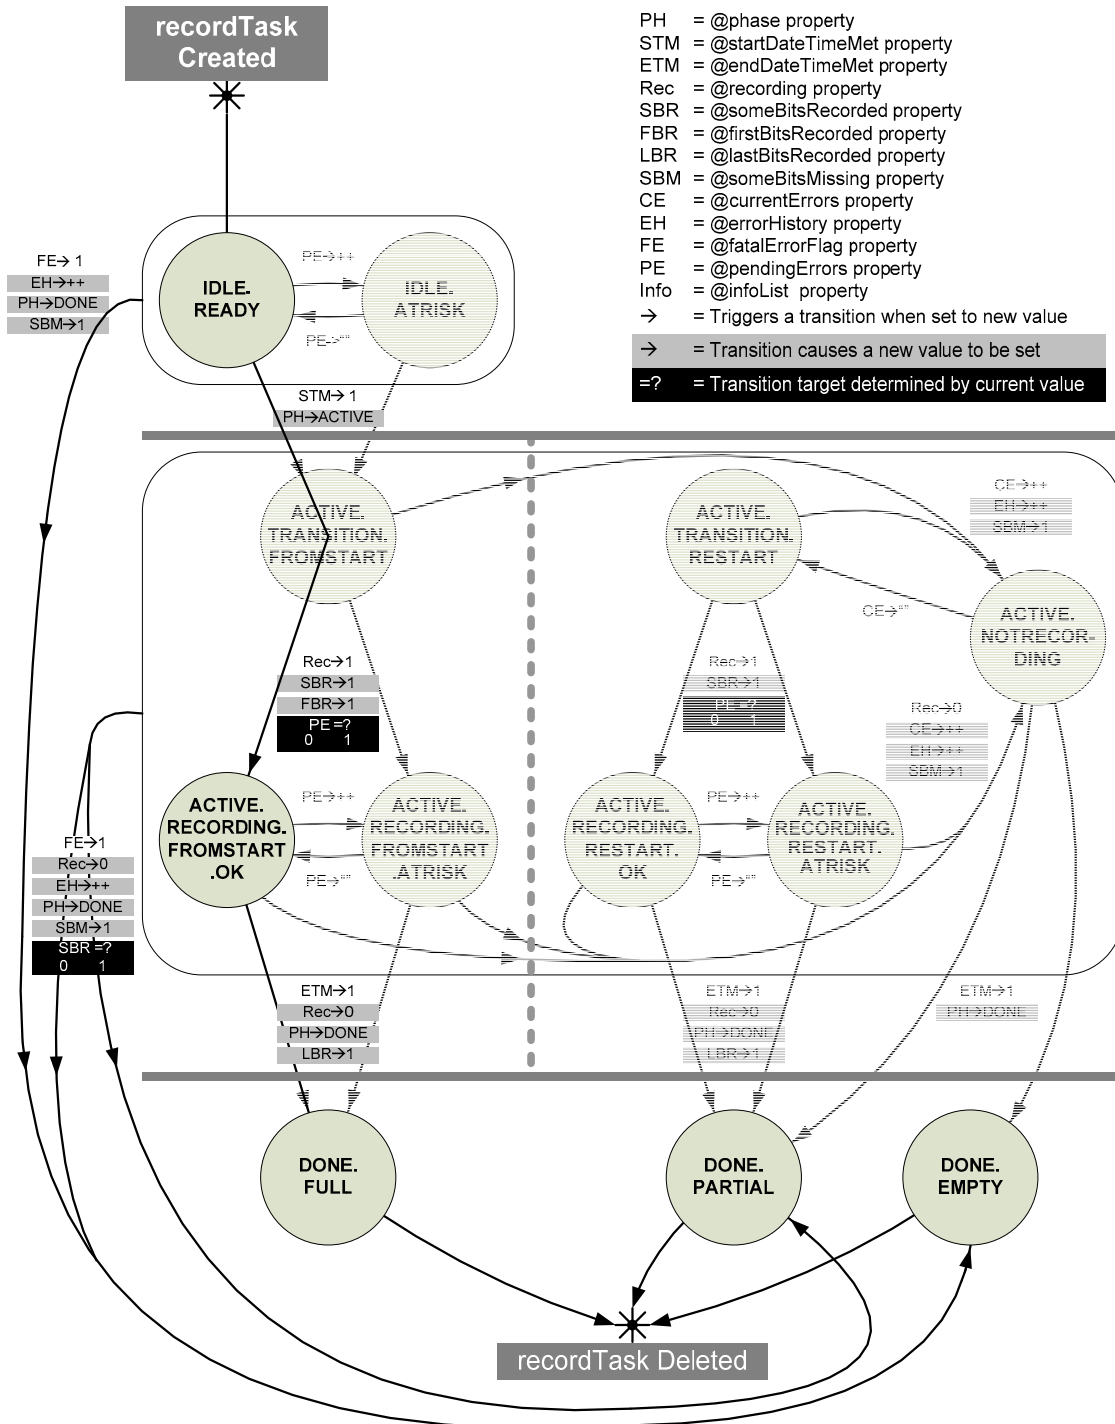 recordTask
Created
PH = @phase property
STM = @startDateTimeMet property
ETM = @endDateTimeMet property
Rec = @recording property
SBR = @someBitsRecorded property
FBR = @firstBitsRecorded property
LBR = @lastBitsRecorded property
SBM = @someBitsMissing property
CE = @currentErrors property
EH = @errorHistory property
FE = @fatalErrorFlag property
PE = @pendingErrors property
Info = @infoList property
→ = Triggers a transition when set to new value
→ = Transition causes a new value to be set
=? = Transition target determined by current value
FE→ 1
EH→++
PH→DONE
SBM→1
IDLE.
READY
PE→++
PE->""
IDLE.
ATRISK
STM→ 1
PH→ACTIVE
ACTIVE.
TRANSITION.
FROMSTART
ACTIVE.
TRANSITION.
RESTART
CE→++
EH→++
SBM→1
CE→""
ACTIVE.
NOTRECOR-
DING
Rec→1
SBR→1
FBR→1
PE =?
0 1
Rec→1
SBR→1
PE =?
0 1
Rec→0
CE→++
EH→++
SBM→1
ACTIVE.
RECORDING.
FROMSTART
.OK
PE→++
PE→""
ACTIVE.
RECORDING.
FROMSTART
.ATRISK
ACTIVE.
RECORDING.
RESTART.
OK
PE→++
PE→""
ACTIVE.
RECORDING.
RESTART.
ATRISK
FE→1
Rec→0
EH→++
PH→DONE
SBM→1
SBR =?
0 1
ETM→1
Rec→0
PH→DONE
LBR→1
ETM→1
Rec→0
PH→DONE
LBR→1
ETM→1
PH→DONE
DONE.
FULL
DONE.
PARTIAL
DONE.
EMPTY
recordTask Deleted